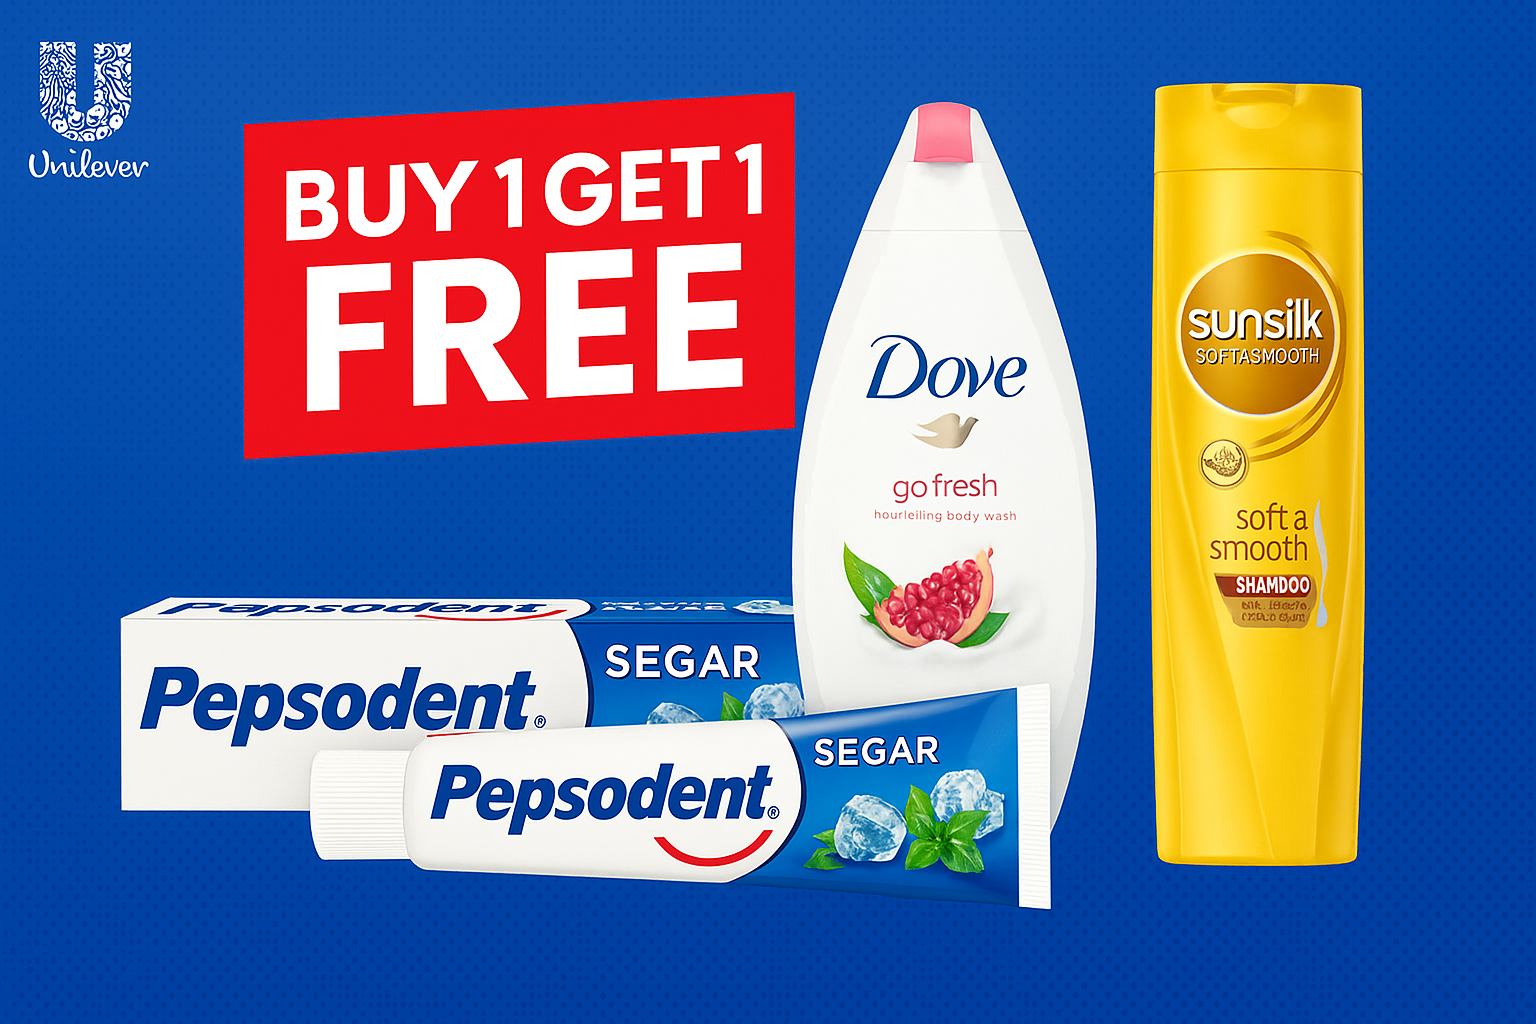 Unilever
BUY 1 GET 1
FREE
Dove
go fresh
hourleiling body wash
sunsilk
SOFTASMOOTH
soft a
smooth
SHAMDOO
Papsodent
SEGAR
Pepsodent®
SEGAR
Pepsodent®